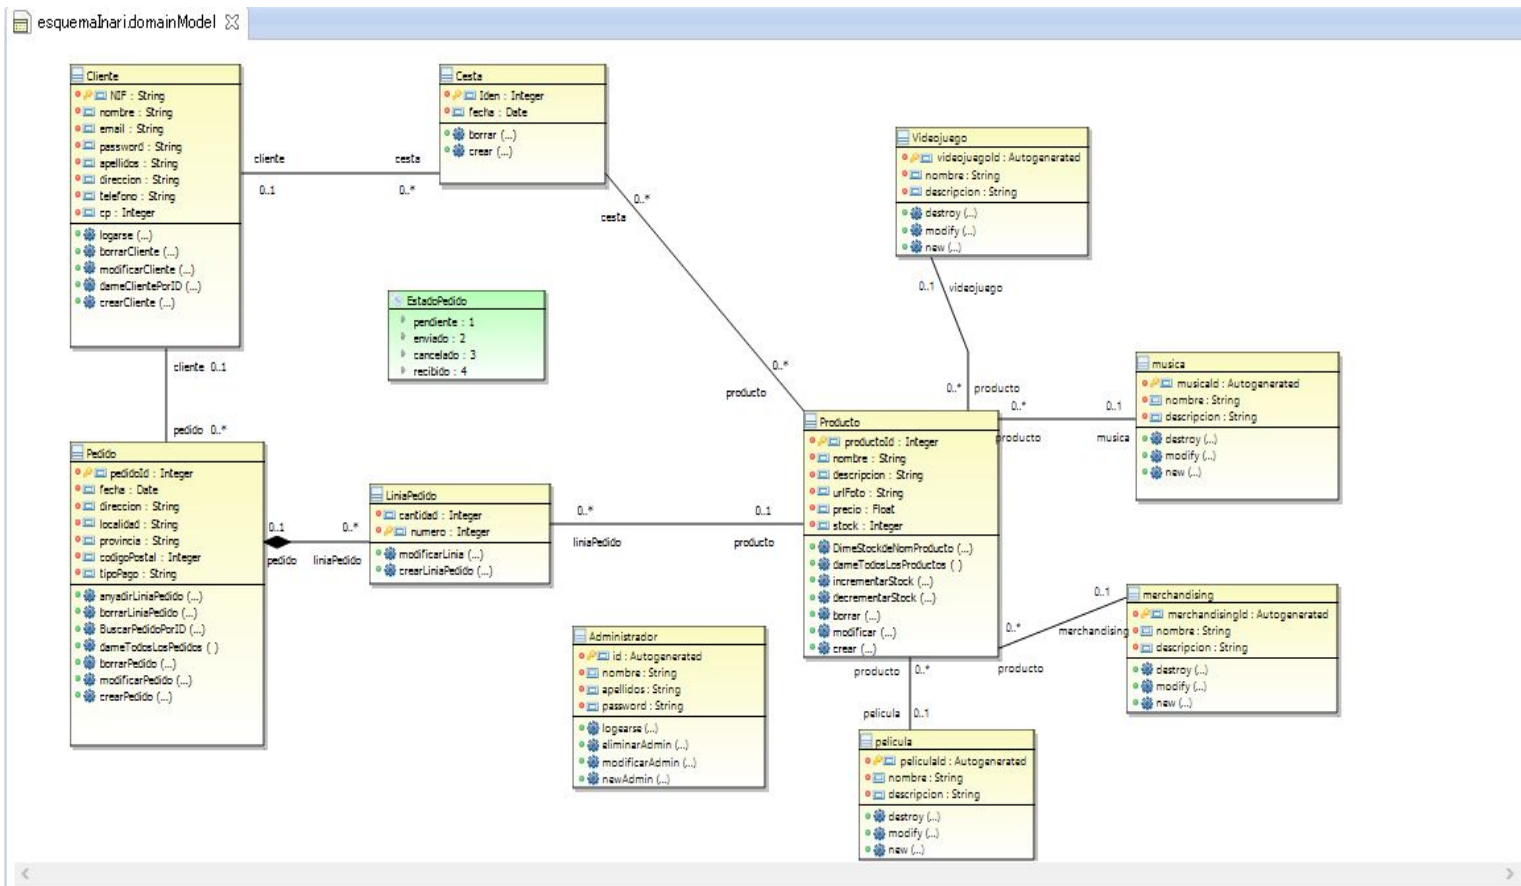 esquemaInari.domainModel
Cliente
NIF : String
nombre : String
email : String
password : String
apellidos : String
direccion : String
telefono : String
cp : Integer
logarse (...)
borrarCliente (...)
modificarCliente (...)
dameClientePorID (...)
crearCliente (...)
cliente
0..1
cesta
0..*
Cesta
Iden : Integer
fecha : Date
borrar (...)
crear (...)
0..*
cesta
0..*
producto
Videojuego
videojuegoId : Autogenerated
nombre : String
descripcion : String
destroy (...)
modify (...)
new (...)
0..1 videojuego
0..* producto
EstadoPedido
pendiente : 1
enviado : 2
cancelado : 3
recibido : 4
musica
musicaId : Autogenerated
nombre : String
descripcion : String
destroy (...)
modify (...)
new (...)
0..*
producto
0..1
musica
cliente 0..1
pedido 0..*
Pedido
pedidoId : Integer
fecha : Date
direccion : String
localidad : String
provincia : String
codigoPostal : Integer
tipoPago : String
anyadirLiniaPedido (...)
borrarLiniaPedido (...)
BuscarPedidoPorID (...)
dameTodosLosPedidos ( )
borrarPedido (...)
modificarPedido (...)
crearPedido (...)
0..1
pedido
0..*
liniaPedido
LiniaPedido
cantidad : Integer
numero : Integer
modificarLinia (...)
crearLiniaPedido (...)
0..*
liniaPedido
0..1
producto
Producto
productoId : Integer
nombre : String
descripcion : String
urlFoto : String
precio : Float
stock : Integer
DimeStockdeNomProducto (...)
dameTodosLosProductos ( )
incrementarStock (...)
decrementarStock (...)
borrar (...)
modificar (...)
crear (...)
0..1
merchandising
0..*
producto
merchandising
merchandisingId : Autogenerated
nombre : String
descripcion : String
destroy (...)
modify (...)
new (...)
Administrador
id : Autogenerated
nombre : String
apellidos : String
password : String
logearse (...)
eliminarAdmin (...)
modificarAdmin (...)
newAdmin (...)
producto 0..*
pelicula 0..1
pelicula
peliculaId : Autogenerated
nombre : String
descripcion : String
destroy (...)
modify (...)
new (...)